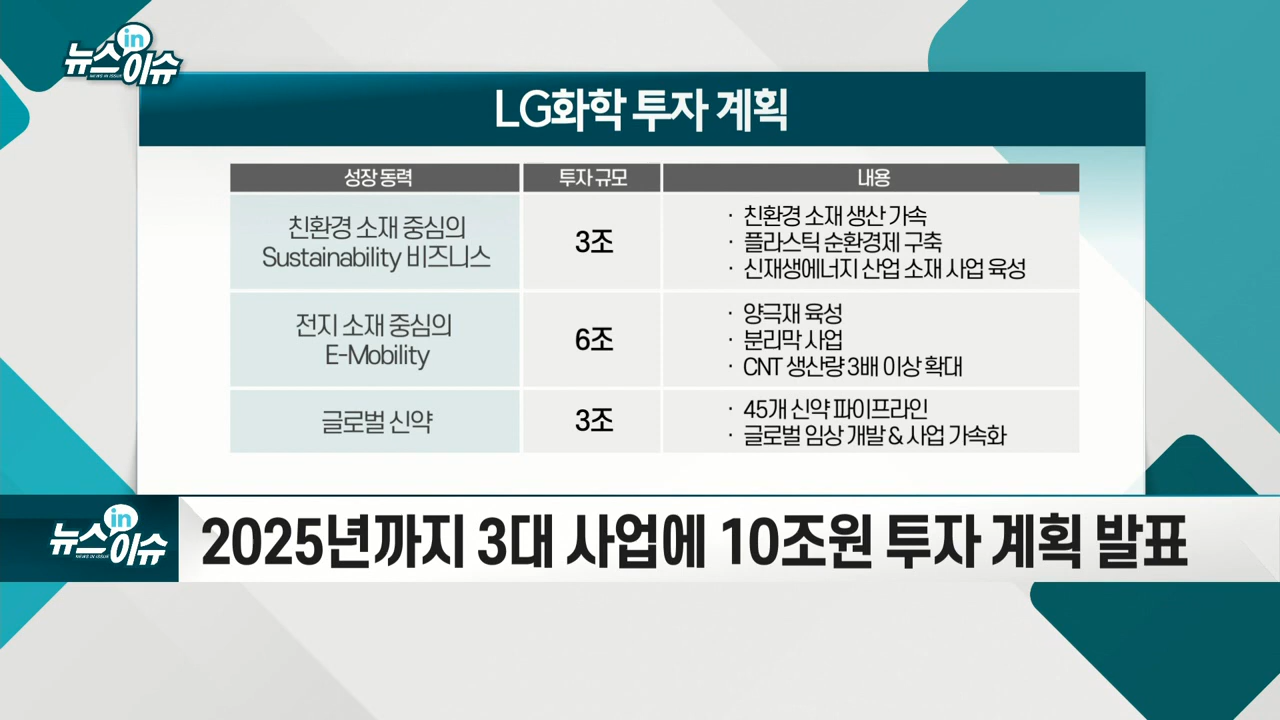 뉴스in이슈
NEWS IN ISSUE
LG화학 투자 계획
성장 동력 투자 규모 내용
친환경 소재 중심의
Sustainability 비즈니스
3조
· 친환경 소재 생산 가속
· 플라스틱 순환경제 구축
· 신재생에너지 산업 소재 사업 육성
전지 소재 중심의
E-Mobility
6조
· 양극재 육성
· 분리막 사업
· CNT 생산량 3배 이상 확대
글로벌 신약
3조
· 45개 신약 파이프라인
· 글로벌 임상 개발 & 사업 가속화
뉴스in이슈
NEWS IN ISSUE
2025년까지 3대 사업에 10조원 투자 계획 발표